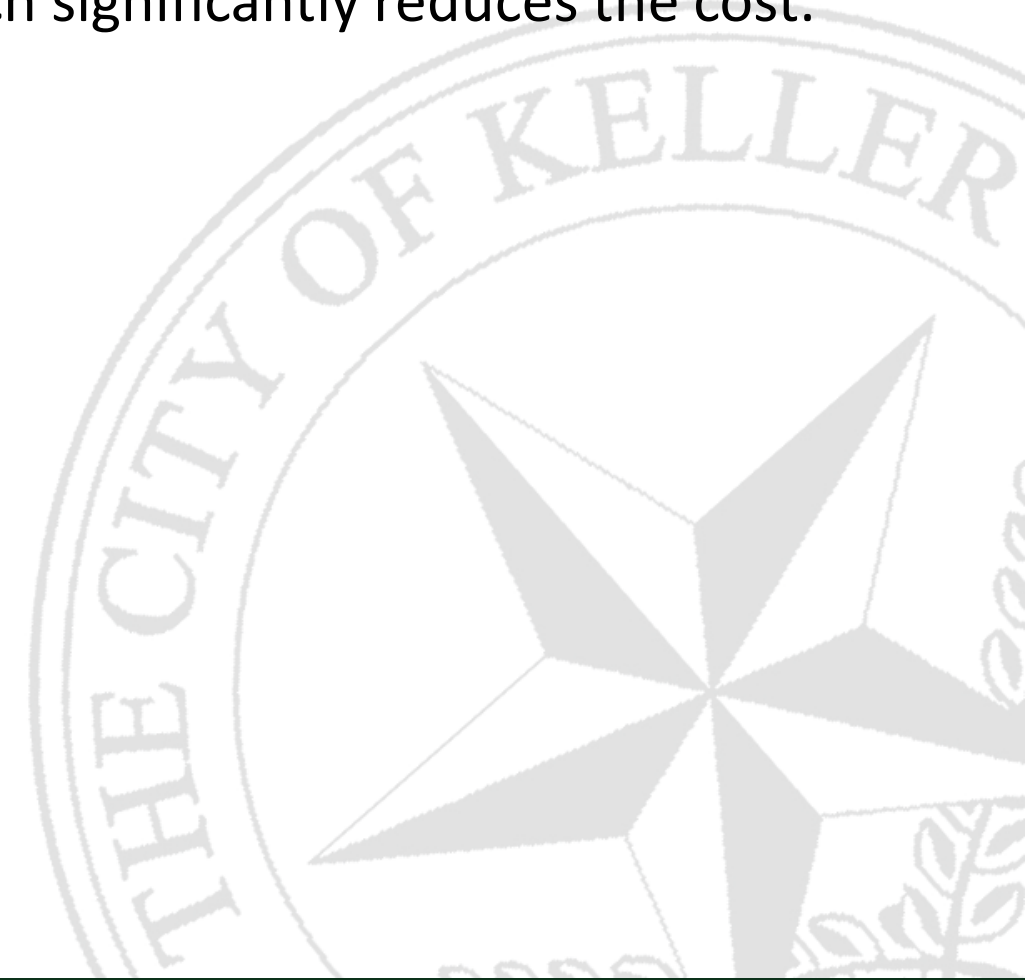 significantly reduces the cost.
THE CITY OF KELLER